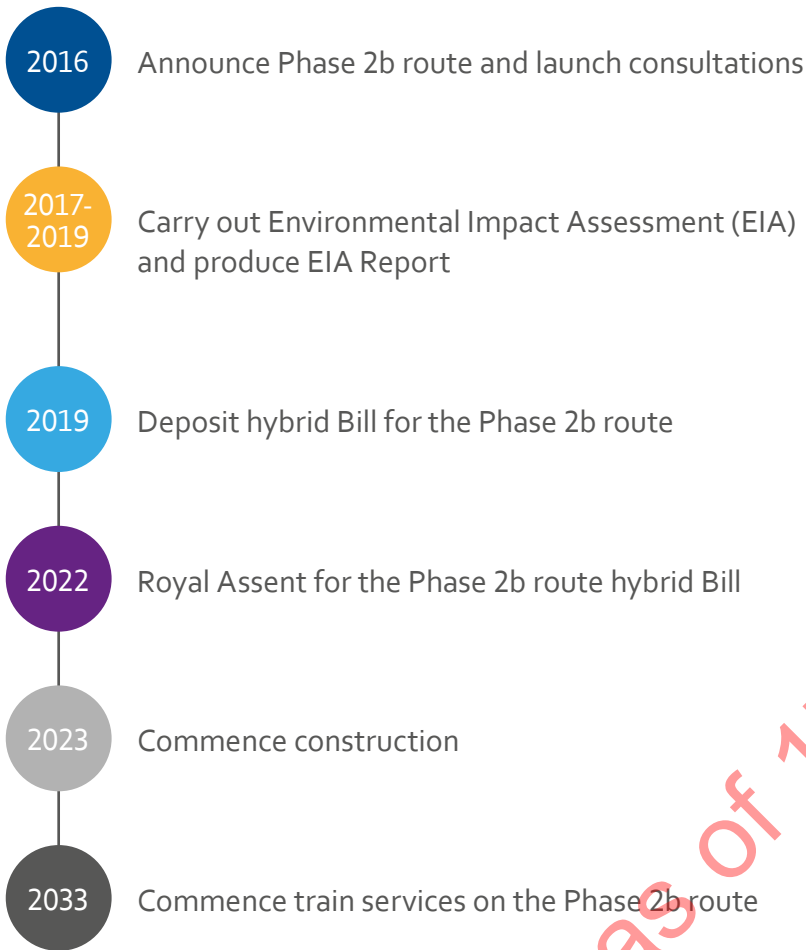 2016
Announce Phase 2b route and launch consultations
2017-
2019
Carry out Environmental Impact Assessment (EIA)
and produce EIA Report
2019
Deposit hybrid Bill for the Phase 2b route
2022
Royal Assent for the Phase 2b route hybrid Bill
2023
Commence construction
2033
Commence train services on the Phase 2b route
as of